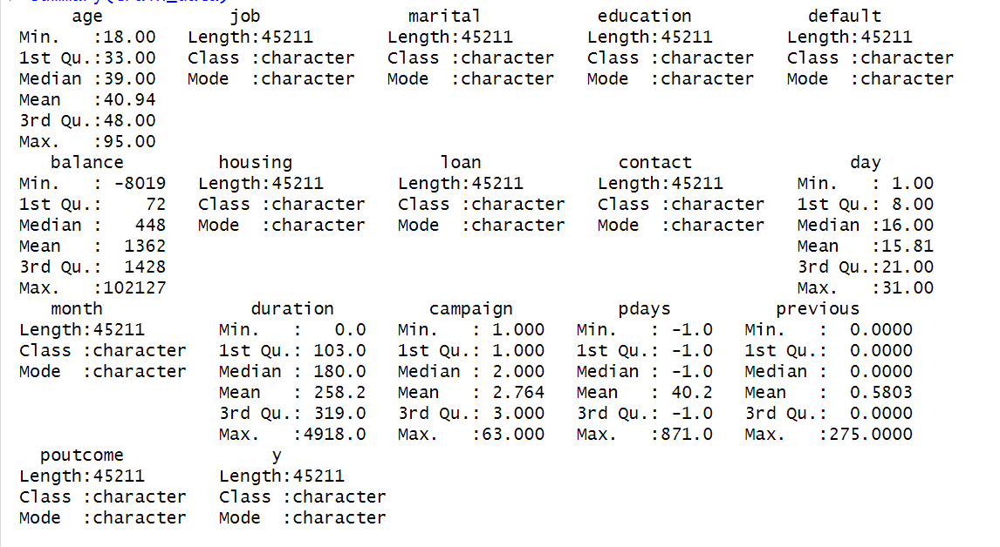 age job marital education default
Min. :18.00 Length:45211 Length:45211 Length:45211 Length:45211
1st Qu.:33.00 Class :character Class :character Class :character Class :character
Median :39.00 Mode :character Mode :character Mode :character Mode :character
Mean :40.94
3rd Qu.:48.00
Max. :95.00
balance housing loan contact day
Min. : -8019 Length:45211 Length:45211 Length:45211 Min. : 1.00
1st Qu.: 72 Class :character Class :character Class :character 1st Qu.: 8.00
Median : 448 Mode :character Mode :character Mode :character Median :16.00
Mean : 1362 Mean :15.81
3rd Qu.: 1428 3rd Qu.:21.00
Max. :102127 Max. :31.00
month duration campaign pdays previous
Length:45211 Min. : 0.0 Min. : 1.000 Min. : -1.0 Min. : 0.0000
Class :character 1st Qu.: 103.0 1st Qu.: 1.000 1st Qu.: -1.0 1st Qu.: 0.0000
Mode :character Median : 180.0 Median : 2.000 Median : -1.0 Median : 0.0000
Mean : 258.2 Mean : 2.764 Mean : 40.2 Mean : 0.5803
3rd Qu.: 319.0 3rd Qu.: 3.000 3rd Qu.: -1.0 3rd Qu.: 0.0000
Max. :4918.0 Max. :63.000 Max. :871.0 Max. :275.0000
poutcome y
Length:45211 Length:45211
Class :character Class :character
Mode :character Mode :character